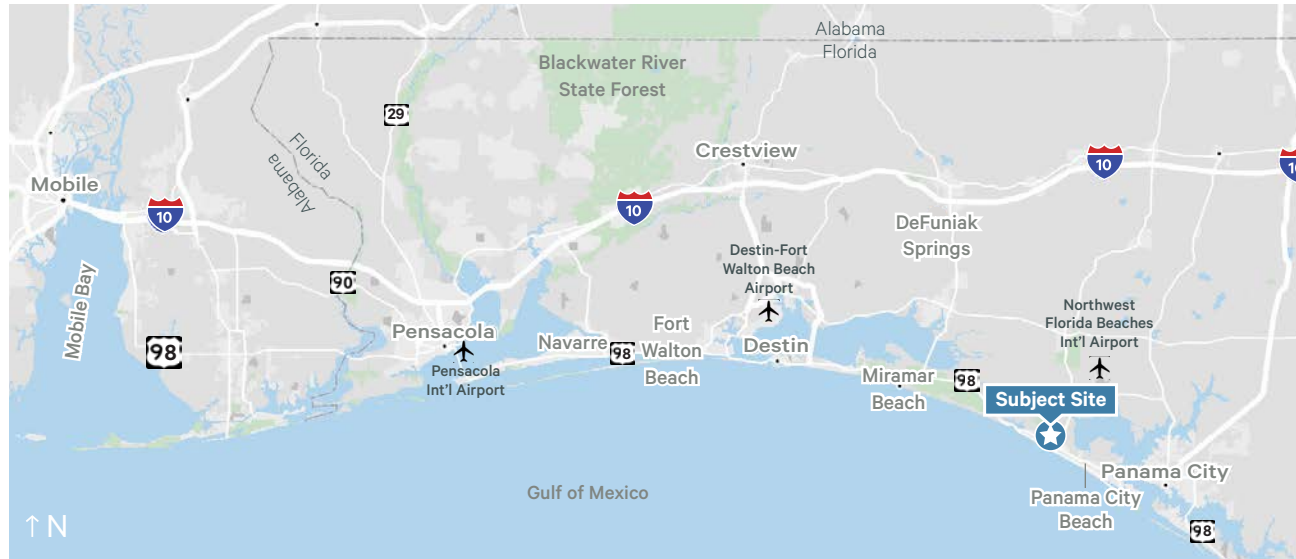 Alabama
Florida
Blackwater River
State Forest
29
Florida
Alabama
Crestview
10
10
Mobile
10
10
DeFuniak
Springs
Destin-Fort
Walton Beach
Airport
90
Mobile Bay
Northwest
Florida Beaches
Int'l Airport
98
Pensacola
Navarre
98
Fort
Walton
Beach
Destin
Pensacola
Int'l Airport
Miramar
Beach
98
Subject Site
Panama City
Panama City
Beach
Gulf of Mexico
↑N
98